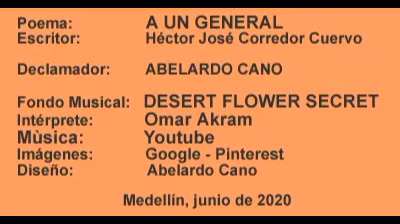 Poema: A UN GENERAL
Escritor: Héctor José Corredor Cuervo
Declamador: ABELARDO CANO
Fondo Musical: DESERT FLOWER SECRET
Intérprete: Omar Akram
Mùsica: Youtube
Imágenes: Google - Pinterest
Diseño: Abelardo Cano
Medellín, junio de 2020